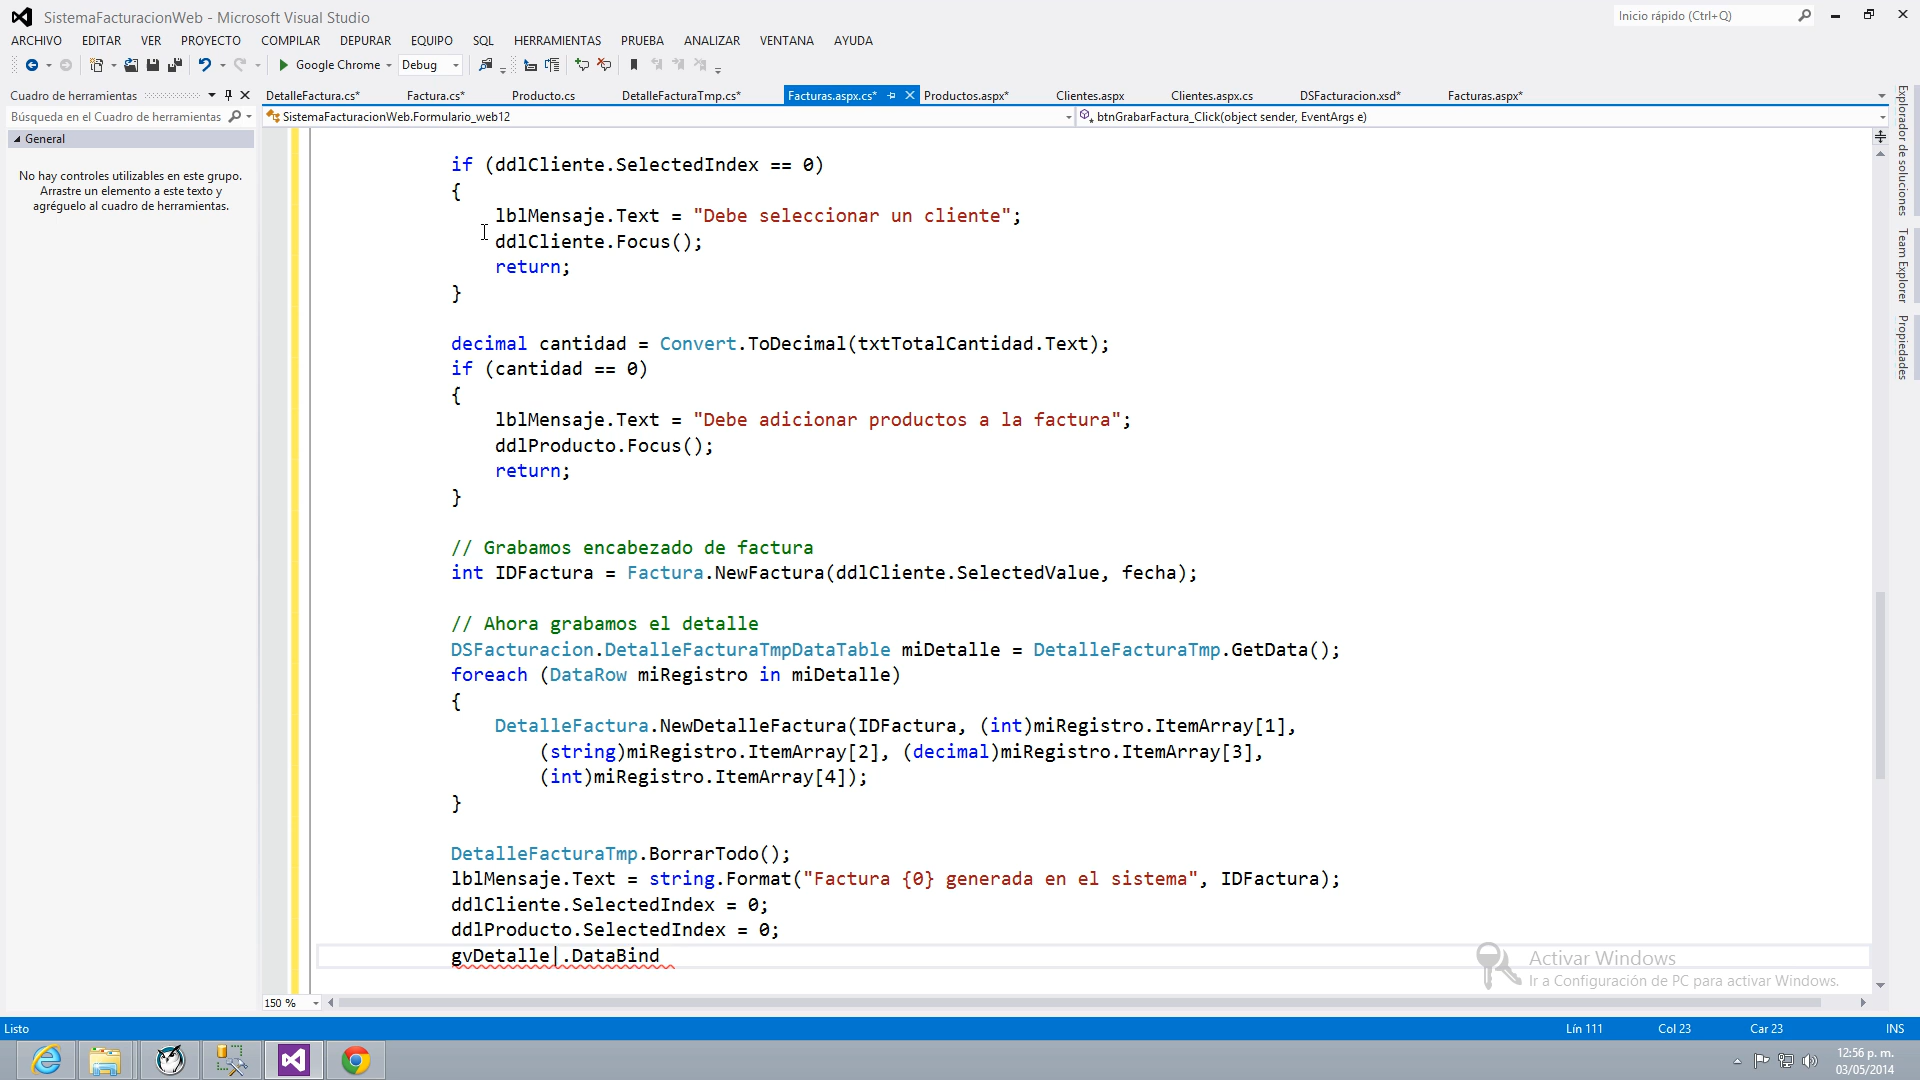 SistemaFacturacionWeb - Microsoft Visual Studio
Inicio rápido (Ctrl+Q)
ARCHIVO EDITAR VER PROYECTO COMPILAR DEPURAR EQUIPO SQL HERRAMIENTAS PRUEBA ANALIZAR VENTANA AYUDA
Google Chrome Debug
Cuadro de herramientas
DetalleFactura.cs* Factura.cs* Producto.cs DetalleFacturaTmp.cs* Facturas.aspx.cs* Productos.aspx* Clientes.aspx Clientes.aspx.cs DSFacturacion.xsd* Facturas.aspx*
Búsqueda en el Cuadro de herramientas
SistemaFacturacionWeb.Formulario_web12
btnGrabarFactura_Click(object sender, EventArgs e)
General
No hay controles utilizables en este grupo.
Arrastre un elemento a este texto y
agréguelo al cuadro de herramientas.
if (ddlCliente.SelectedIndex == 0)
{
lblMensaje.Text = "Debe seleccionar un cliente";
ddlCliente.Focus();
return;
}
decimal cantidad = Convert.ToDecimal(txtTotalCantidad.Text);
if (cantidad == 0)
{
lblMensaje.Text = "Debe adicionar productos a la factura";
ddlProducto.Focus();
return;
}
// Grabamos encabezado de factura
int IDFactura = Factura.NewFactura(ddlCliente.SelectedValue, fecha);
// Ahora grabamos el detalle
DSFacturacion.DetalleFacturaTmpDataTable miDetalle = DetalleFacturaTmp.GetData();
foreach (DataRow miRegistro in miDetalle)
{
DetalleFactura.NewDetalleFactura(IDFactura, (int)miRegistro.ItemArray[1],
(string)miRegistro.ItemArray[2], (decimal)miRegistro.ItemArray[3],
(int)miRegistro.ItemArray[4]);
}
DetalleFacturaTmp.BorrarTodo();
lblMensaje.Text = string.Format("Factura {0} generada en el sistema", IDFactura);
ddlCliente.SelectedIndex = 0;
ddlProducto.SelectedIndex = 0;
gvDetalle.DataBind
Explorador de soluciones
Team Explorer
Propiedades
Activar Windows
Ir a Configuración de PC para activar Windows.
150 %
Listo
Lín 111 Col 23 Car 23 INS
12:56 p. m.
03/05/2014